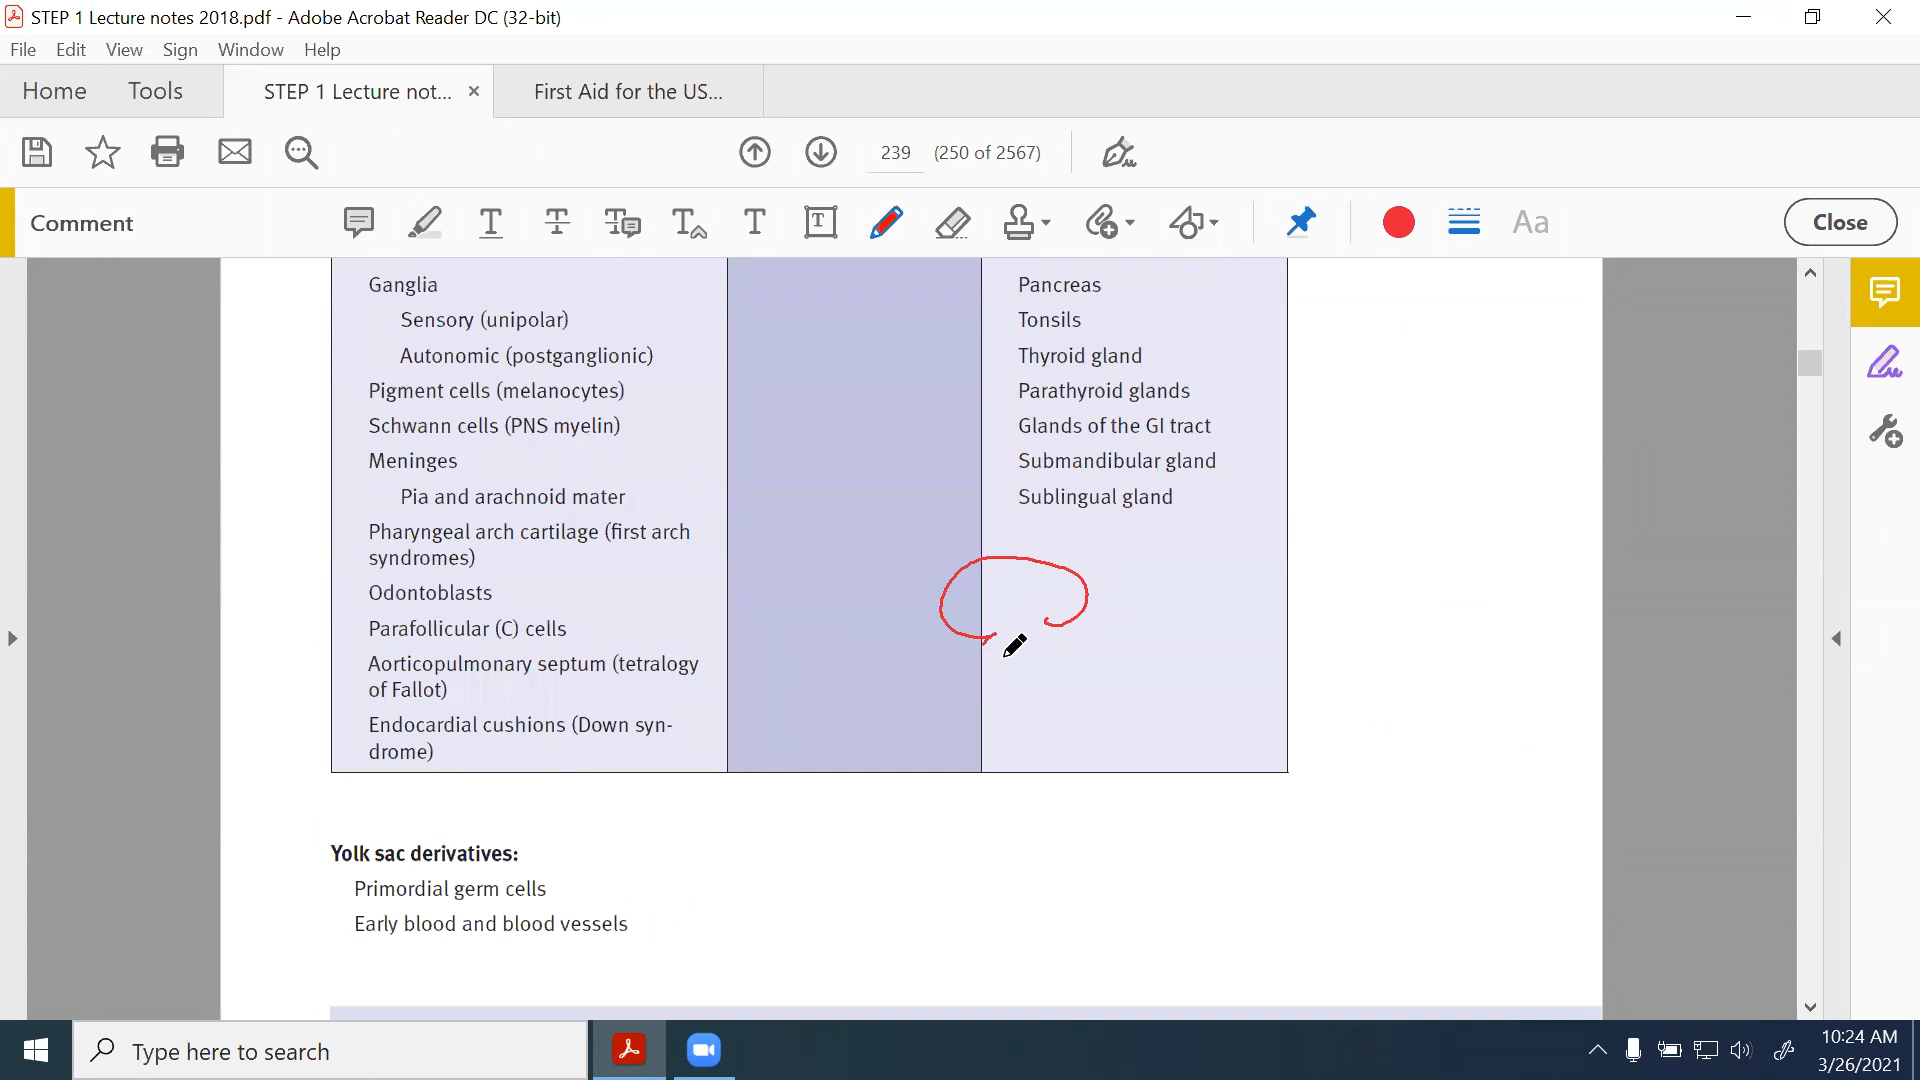 STEP 1 Lecture notes 2018.pdf - Adobe Acrobat Reader DC (32-bit)
File Edit View Sign Window Help
Home Tools STEP 1 Lecture not... × First Aid for the US...
239 (250 of 2567)
Comment Close
Ganglia
Sensory (unipolar)
Autonomic (postganglionic)
Pigment cells (melanocytes)
Schwann cells (PNS myelin)
Meninges
Pia and arachnoid mater
Pharyngeal arch cartilage (first arch
syndromes)
Odontoblasts
Parafollicular (C) cells
Aorticopulmonary septum (tetralogy
of Fallot)
Endocardial cushions (Down syn-
drome)
Pancreas
Tonsils
Thyroid gland
Parathyroid glands
Glands of the GI tract
Submandibular gland
Sublingual gland
Yolk sac derivatives:
Primordial germ cells
Early blood and blood vessels
Type here to search
10:24 AM
3/26/2021